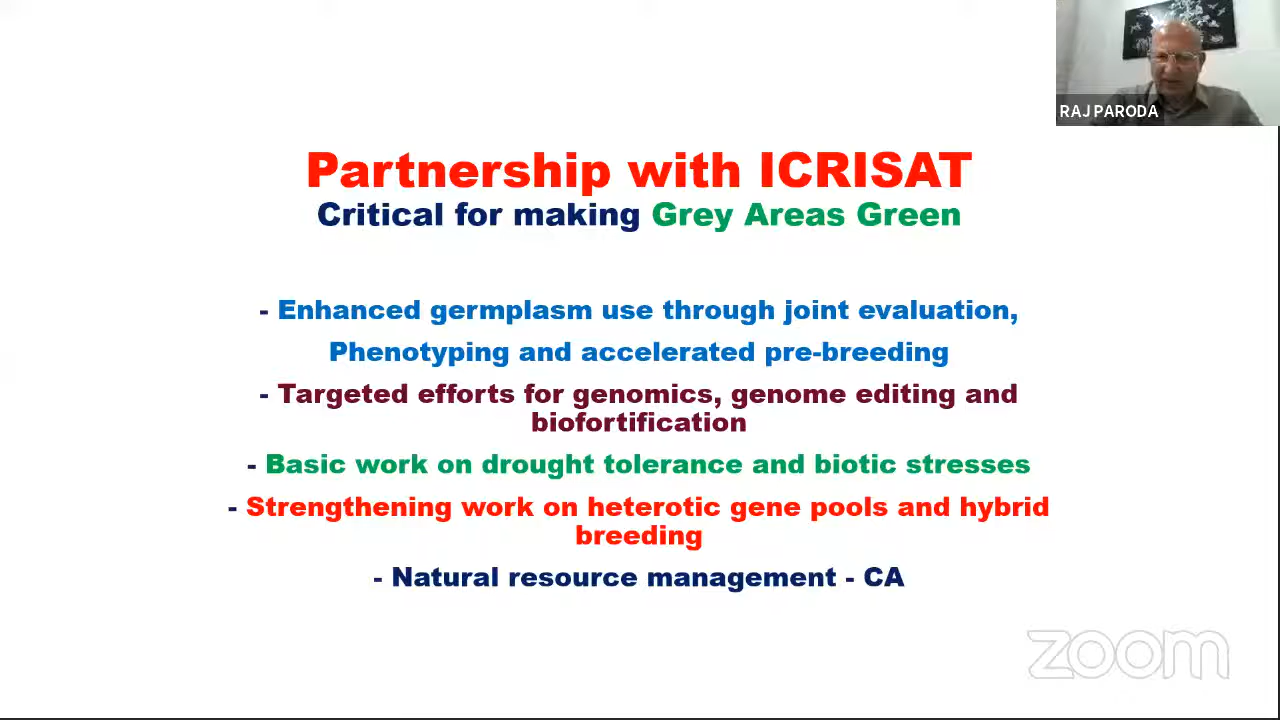 RAJ PARODA
Partnership with ICRISAT
Critical for making Grey Areas Green
- Enhanced germplasm use through joint evaluation,
Phenotyping and accelerated pre-breeding
- Targeted efforts for genomics, genome editing and
biofortification
- Basic work on drought tolerance and biotic stresses
- Strengthening work on heterotic gene pools and hybrid
breeding
- Natural resource management - CA
zoom